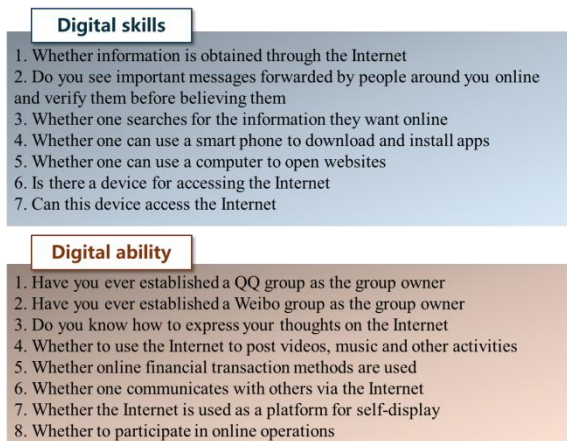 Digital skills
1. Whether information is obtained through the Internet
2. Do you see important messages forwarded by people around you online
and verify them before believing them
3. Whether one searches for the information they want online
4. Whether one can use a smart phone to download and install apps
5. Whether one can use a computer to open websites
6. Is there a device for accessing the Internet
7. Can this device access the Internet
Digital ability
1. Have you ever established a QQ group as the group owner
2. Have you ever established a Weibo group as the group owner
3. Do you know how to express your thoughts on the Internet
4. Whether to use the Internet to post videos, music and other activities
5. Whether online financial transaction methods are used
6. Whether one communicates with others via the Internet
7. Whether the Internet is used as a platform for self-display
8. Whether to participate in online operations